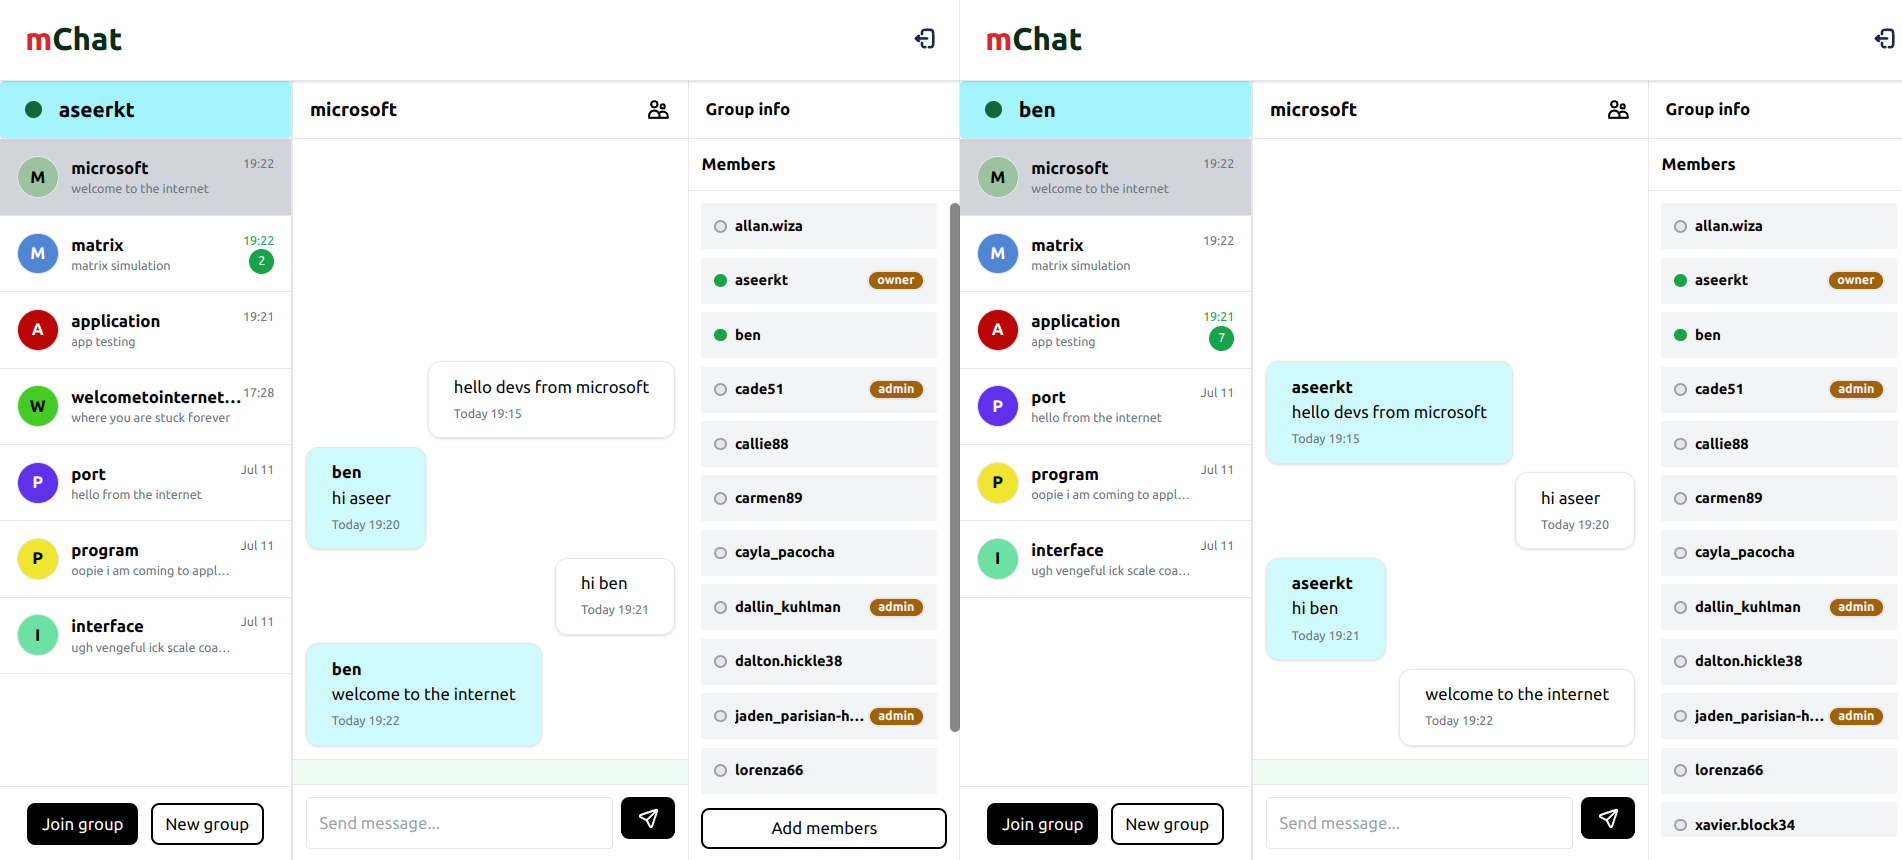 mChat
aseerkt
M
microsoft
19:22
welcome to the internet
M
matrix
19:22
matrix simulation
2
A
application
19:21
app testing
W
welcometointernet...
17:28
where you are stuck forever
P
port
Jul 11
hello from the internet
P
program
Jul 11
oopie i am coming to appl...
I
interface
Jul 11
ugh vengeful ick scale coa...
Join group
New group
microsoft
hello devs from microsoft
Today 19:15
ben
hi aseer
Today 19:20
hi ben
Today 19:21
ben
welcome to the internet
Today 19:22
Send message...
Group info
Members
allan.wiza
aseerkt owner
ben
cade51 admin
callie88
carmen89
cayla_pacocha
dallin_kuhlman admin
dalton.hickle38
jaden_parisian-h... admin
lorenza66
Add members
mChat
ben
M
microsoft
19:22
welcome to the internet
M
matrix
19:22
matrix simulation
A
application
19:21
app testing
7
P
port
Jul 11
hello from the internet
P
program
Jul 11
oopie i am coming to appl...
I
interface
Jul 11
ugh vengeful ick scale coa...
Join group
New group
microsoft
aseerkt
hello devs from microsoft
Today 19:15
hi aseer
Today 19:20
aseerkt
hi ben
Today 19:21
welcome to the internet
Today 19:22
Send message...
Group info
Members
allan.wiza
aseerkt owner
ben
cade51 admin
callie88
carmen89
cayla_pacocha
dallin_kuhlman admin
dalton.hickle38
jaden_parisian-h... admin
lorenza66
xavier.block34